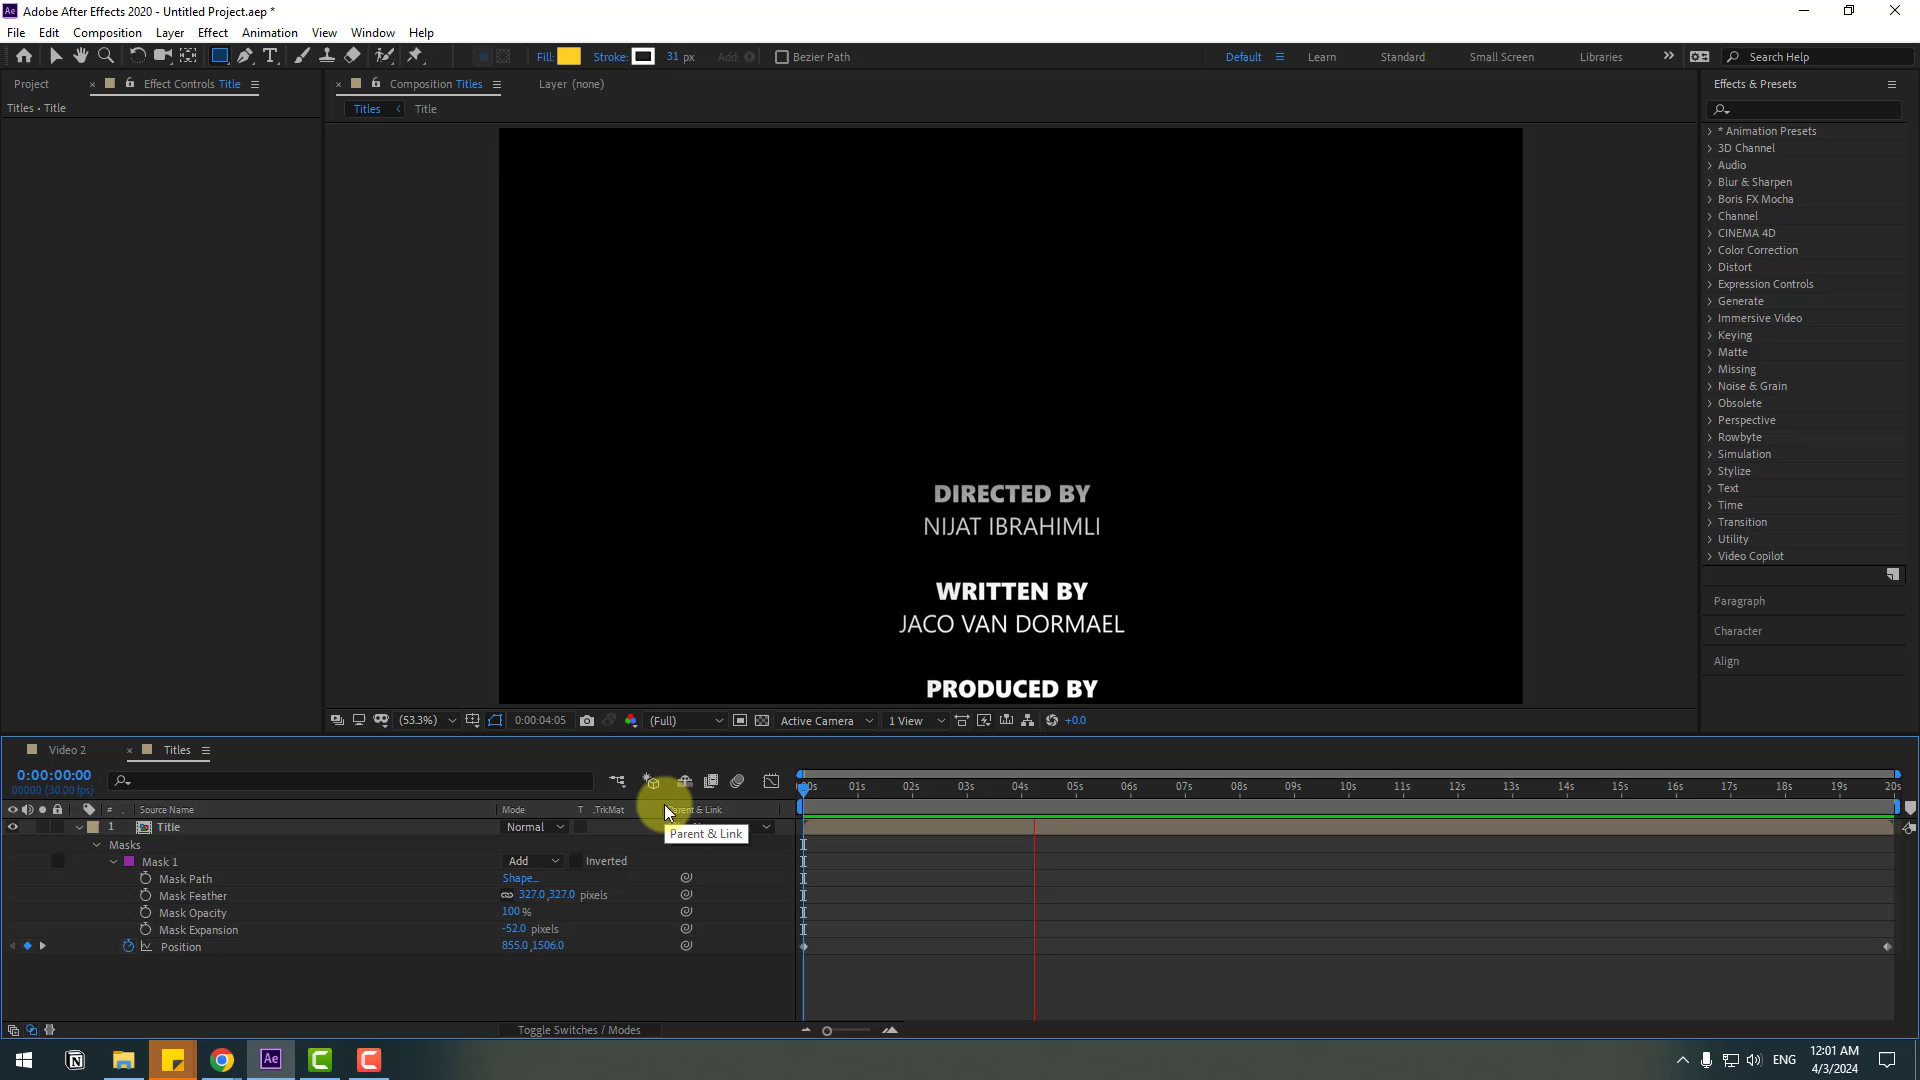 Ae Adobe After Effects 2020 - Untitled Project.aep *
File Edit Composition Layer Effect Animation View Window Help
Fill: Stroke: 31 px Add: Bezier Path Default Learn Standard Small Screen Libraries Search Help
Project Effect Controls Title
Titles • Title
Composition Titles Layer (none)
Titles Title
DIRECTED BY
NIJAT IBRAHIMLI
WRITTEN BY
JACO VAN DORMAEL
PRODUCED BY
(53.3%) 0:00:04:05 (Full) Active Camera 1 View +0.0
Effects & Presets
* Animation Presets
3D Channel
Audio
Blur & Sharpen
Boris FX Mocha
Channel
CINEMA 4D
Color Correction
Distort
Expression Controls
Generate
Immersive Video
Keying
Matte
Missing
Noise & Grain
Obsolete
Perspective
Rowbyte
Simulation
Stylize
Text
Time
Transition
Utility
Video Copilot
Paragraph
Character
Align
Video 2 Titles
0:00:00:00
00000 (30.00 fps)
# Source Name Mode T .TrkMat Parent & Link
1 Title Normal
Parent & Link
Masks
Mask 1 Add Inverted
Mask Path Shape...
Mask Feather 327.0,327.0 pixels
Mask Opacity 100 %
Mask Expansion -52.0 pixels
Position 855.0,1506.0
01s 02s 03s 04s 05s 06s 07s 08s 09s 10s 11s 12s 13s 14s 15s 16s 17s 18s 19s 20s
Toggle Switches / Modes
Ae
ENG
12:01 AM
4/3/2024